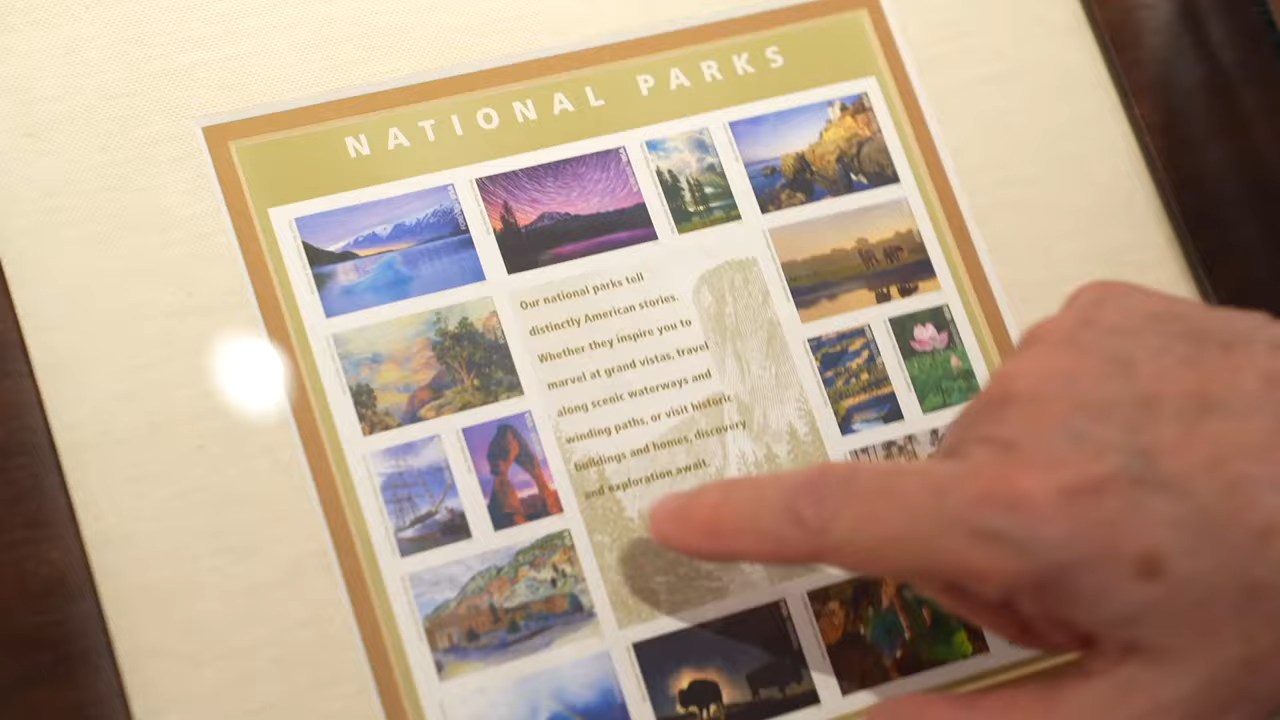 NATIONAL PARKS
Our national parks tell
distinctly American stories.
Whether they inspire you to
marvel at grand vistas, travel
along scenic waterways and
winding paths, or visit historic
buildings and homes, discovery
and exploration await.